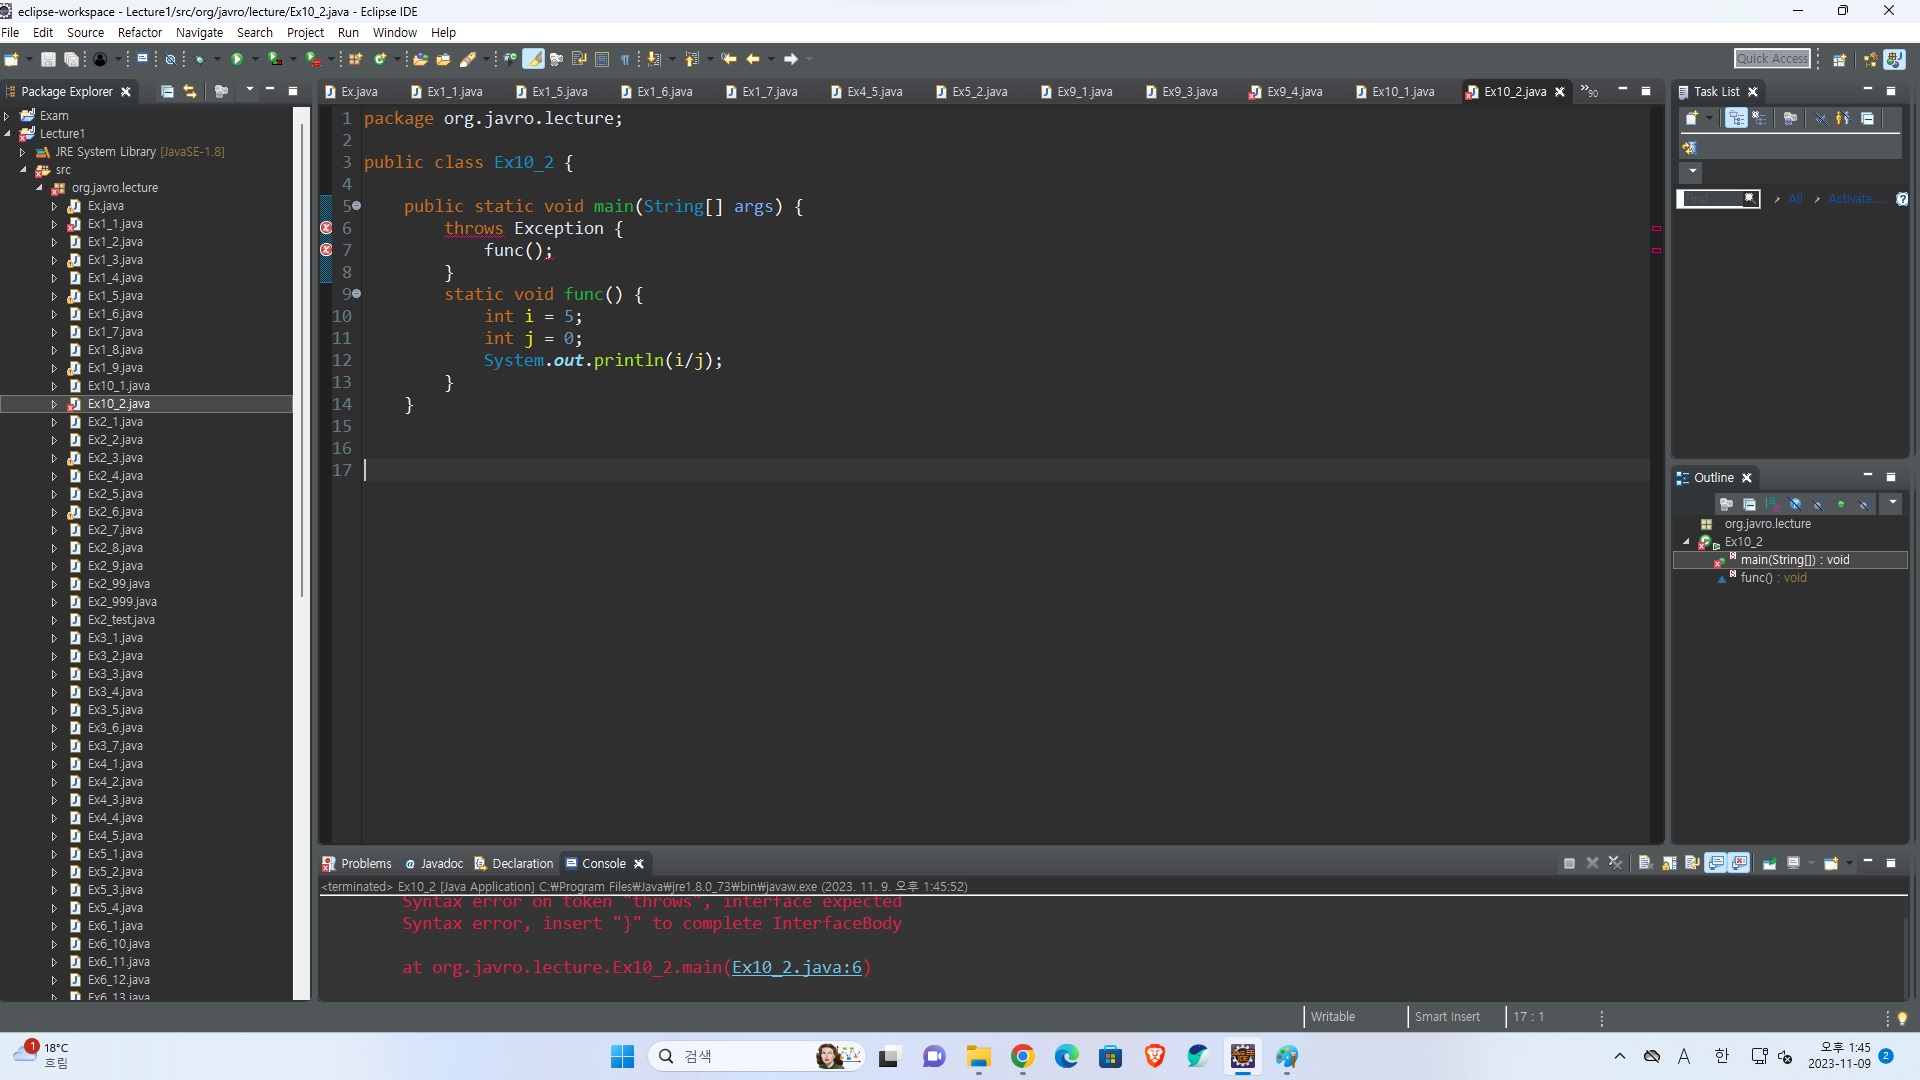 eclipse-workspace - Lecture1/src/org/javro/lecture/Ex10_2.java - Eclipse IDE
File Edit Source Refactor Navigate Search Project Run Window Help
Quick Access
Package Explorer
Exam
Lecture1
JRE System Library [JavaSE-1.8]
src
org.javro.lecture
Ex.java
Ex1_1.java
Ex1_2.java
Ex1_3.java
Ex1_4.java
Ex1_5.java
Ex1_6.java
Ex1_7.java
Ex1_8.java
Ex1_9.java
Ex10_1.java
Ex10_2.java
Ex2_1.java
Ex2_2.java
Ex2_3.java
Ex2_4.java
Ex2_5.java
Ex2_6.java
Ex2_7.java
Ex2_8.java
Ex2_9.java
Ex2_99.java
Ex2_999.java
Ex2_test.java
Ex3_1.java
Ex3_2.java
Ex3_3.java
Ex3_4.java
Ex3_5.java
Ex3_6.java
Ex3_7.java
Ex4_1.java
Ex4_2.java
Ex4_3.java
Ex4_4.java
Ex4_5.java
Ex5_1.java
Ex5_2.java
Ex5_3.java
Ex5_4.java
Ex6_1.java
Ex6_10.java
Ex6_11.java
Ex6_12.java
Ex6_13.java
Ex.java Ex1_1.java Ex1_5.java Ex1_6.java Ex1_7.java Ex4_5.java Ex5_2.java Ex9_1.java Ex9_3.java Ex9_4.java Ex10_1.java Ex10_2.java »90
1 package org.javro.lecture;
2
3 public class Ex10_2 {
4
5 public static void main(String[] args) {
6 throws Exception {
7 func();
8 }
9 static void func() {
10 int i = 5;
11 int j = 0;
12 System.out.println(i/j);
13 }
14 }
15
16
17
Task List
Find All Activate...
Outline
org.javro.lecture
Ex10_2
main(String[]) : void
func() : void
Problems Javadoc Declaration Console
<terminated> Ex10_2 [Java Application] C:₩Program Files₩Java₩jre1.8.0_73₩bin₩javaw.exe (2023. 11. 9. 오후 1:45:52)
Syntax error on token "throws", interface expected
Syntax error, insert "}" to complete InterfaceBody
at org.javro.lecture.Ex10_2.main(Ex10_2.java:6)
Writable Smart Insert 17 : 1
1 18°C
흐림
검색
A 한
오후 1:45
2023-11-09
2